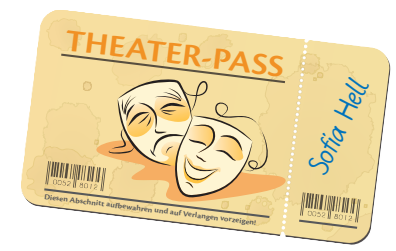 THEATER-PASS
Sofia Hell
0052 8012
0052 8012
Diesen Abschnitt aufbewahren und auf Verlangen vorzeigen!